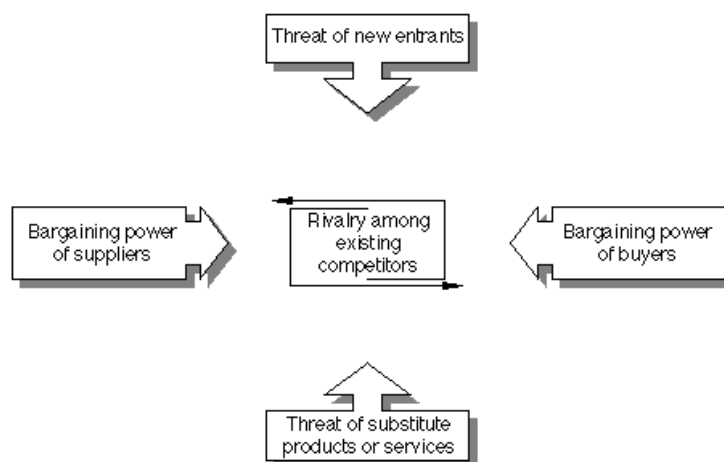 Threat of new entrants
Bargaining power
of suppliers
Rivalry among
existing
competitors
Bargaining power
of buyers
Threat of substitute
products or services